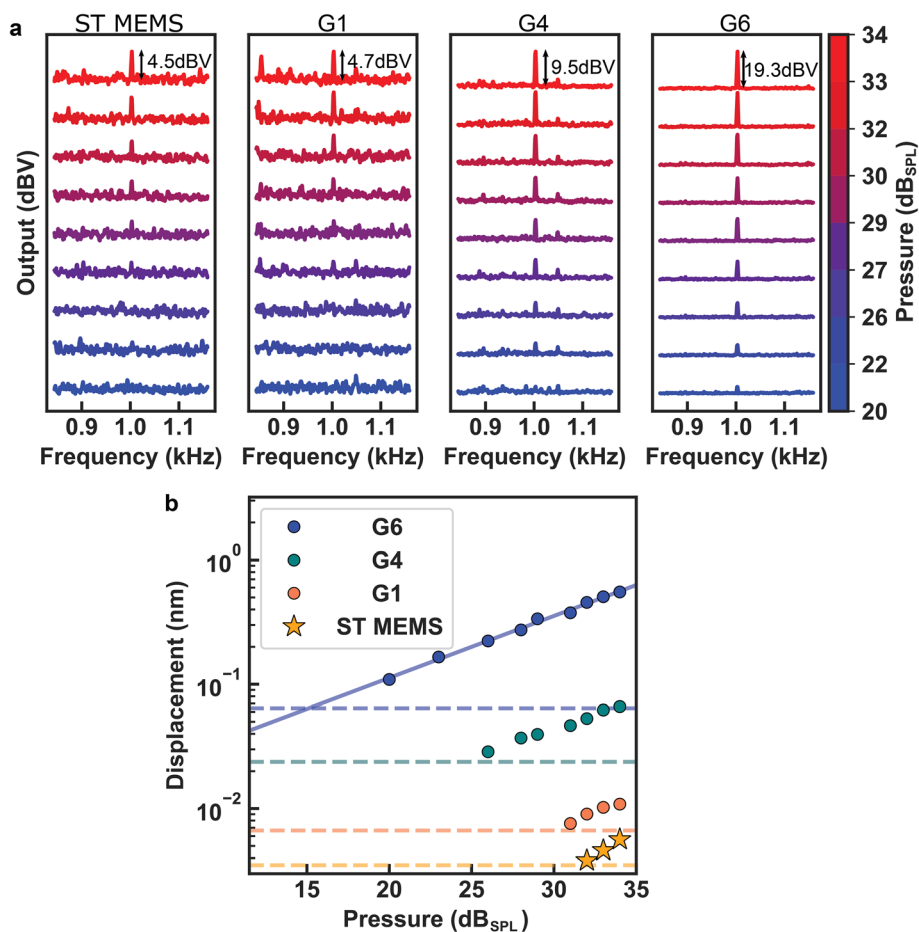 a
ST MEMS G1 G4 G6
4.5dBV 4.7dBV 9.5dBV 19.3dBV
Output (dBV)
0.9 1.0 1.1 0.9 1.0 1.1 0.9 1.0 1.1 0.9 1.0 1.1
Frequency (kHz) Frequency (kHz) Frequency (kHz) Frequency (kHz)
34
33
32
30
29
27
26
22
20
Pressure (dBSPL)
b
G6
G4
G1
ST MEMS
10^0
10^-1
10^-2
Displacement (nm)
15 20 25 30 35
Pressure (dBSPL)